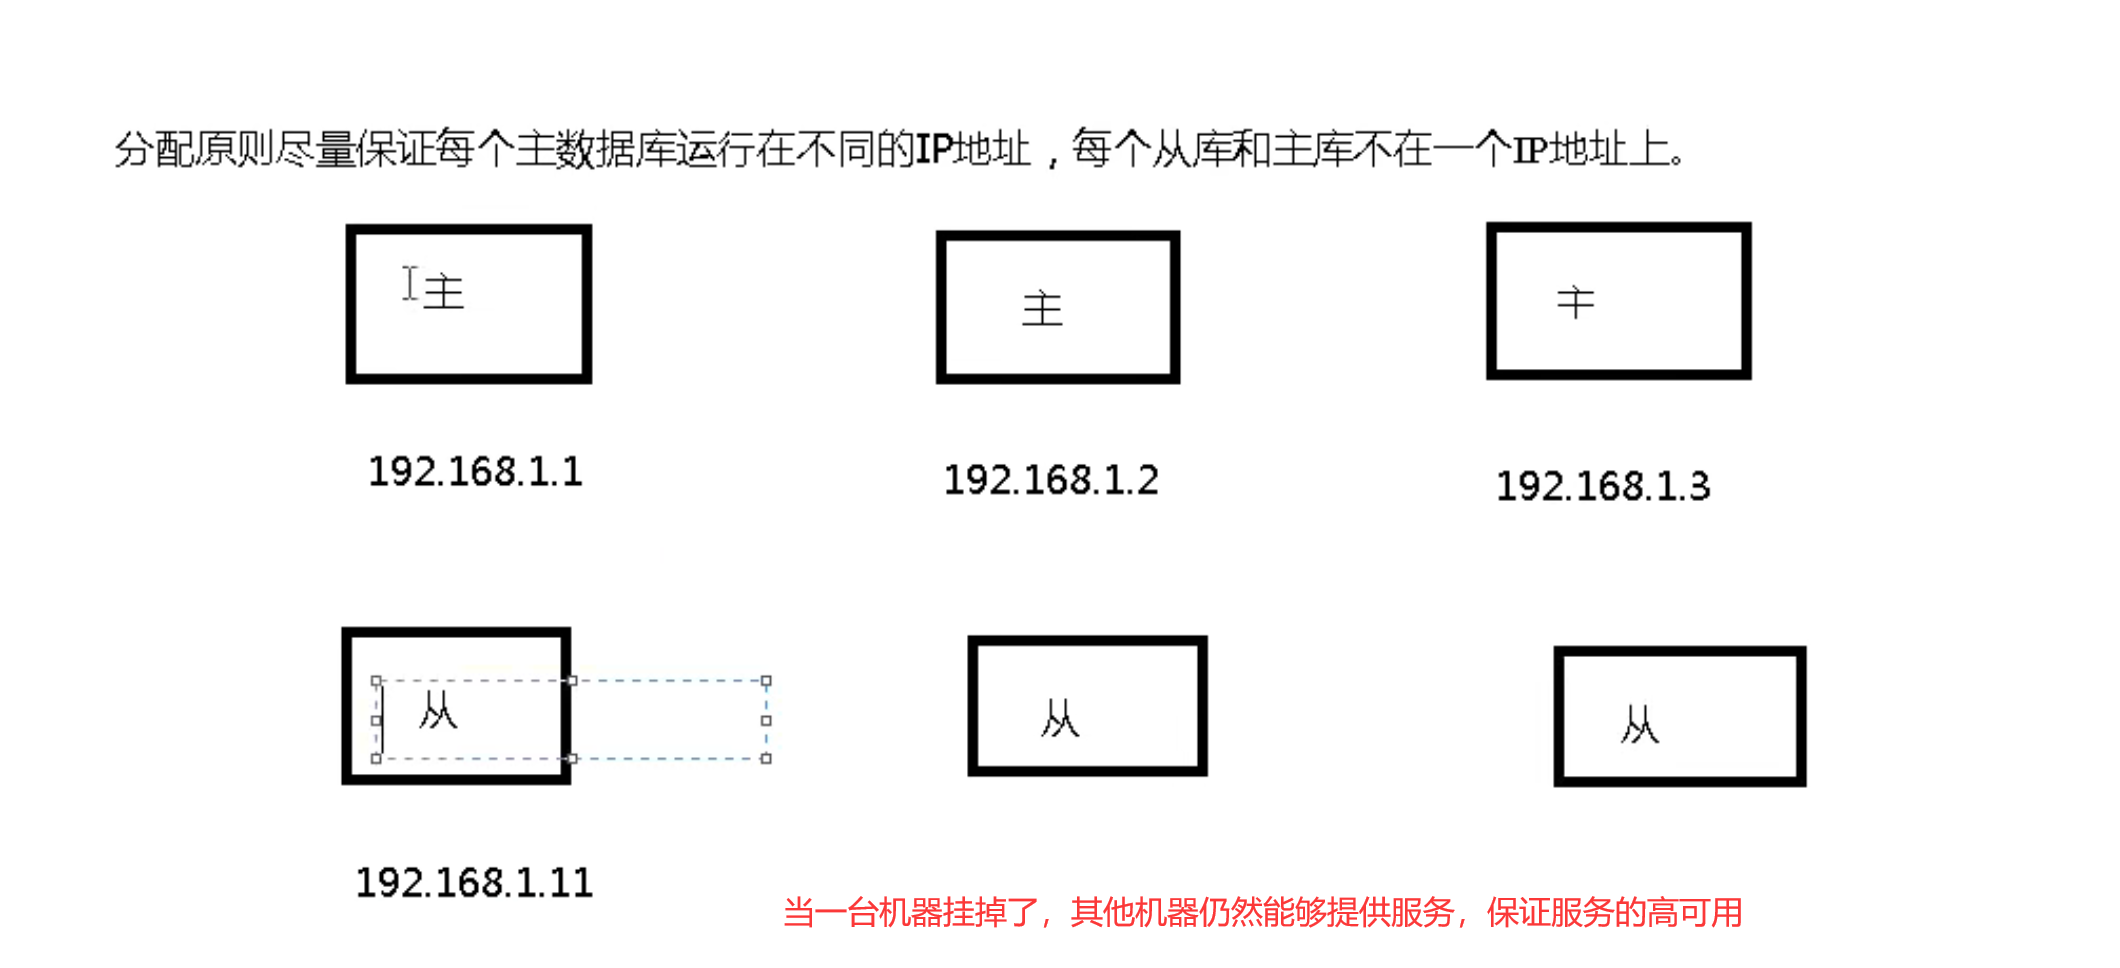 分配原则尽量保证每个主数据库运行在不同的IP地址，每个从库和主库不在一个IP地址上。
主
主
主
192.168.1.1
192.168.1.2
192.168.1.3
从
从
从
192.168.1.11
当一台机器挂掉了，其他机器仍然能够提供服务，保证服务的高可用